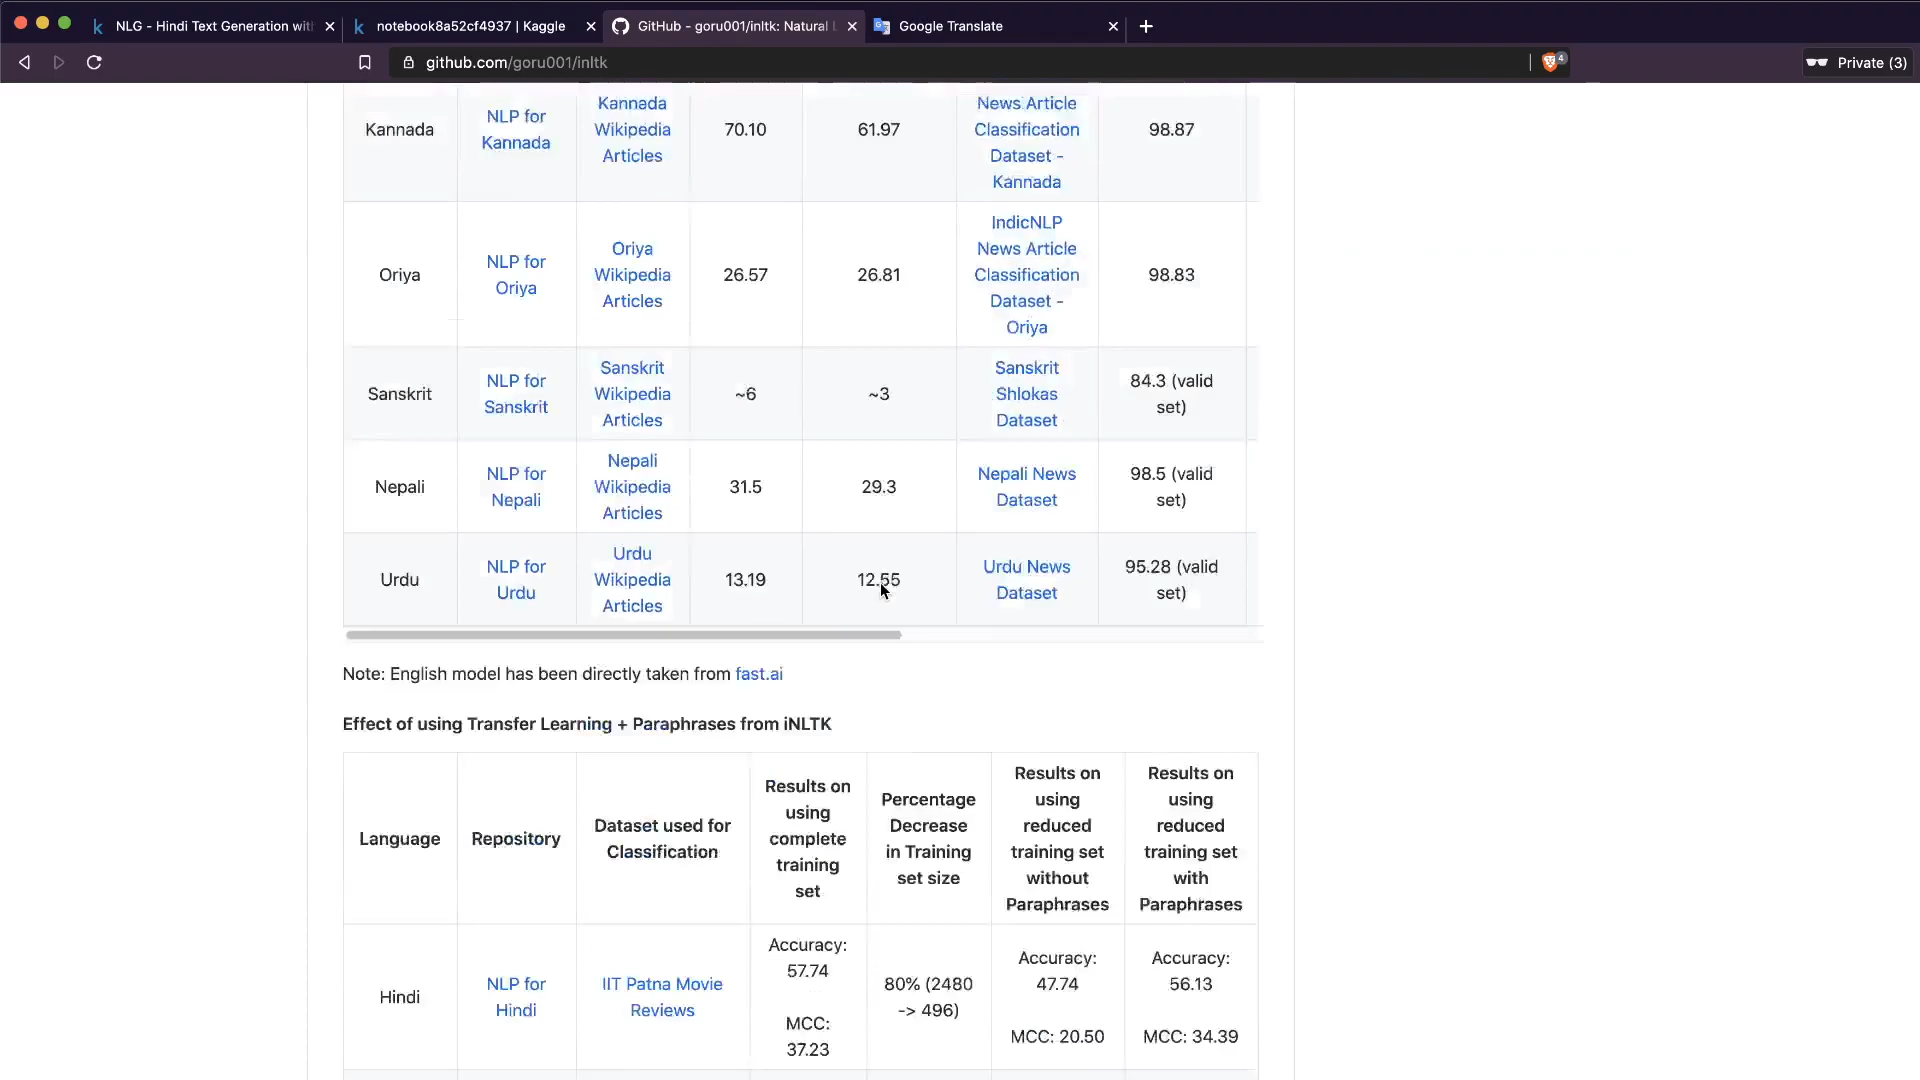 NLG - Hindi Text Generation wit
notebook8a52cf4937 | Kaggle
GitHub - goru001/inltk: Natural L
Google Translate
github.com/goru001/inltk
4
Private (3)
Kannada
NLP for
Kannada
Kannada
Wikipedia
Articles
70.10
61.97
News Article
Classification
Dataset -
Kannada
98.87
Oriya
NLP for
Oriya
Oriya
Wikipedia
Articles
26.57
26.81
IndicNLP
News Article
Classification
Dataset -
Oriya
98.83
Sanskrit
NLP for
Sanskrit
Sanskrit
Wikipedia
Articles
~6
~3
Sanskrit
Shlokas
Dataset
84.3 (valid
set)
Nepali
NLP for
Nepali
Nepali
Wikipedia
Articles
31.5
29.3
Nepali News
Dataset
98.5 (valid
set)
Urdu
NLP for
Urdu
Urdu
Wikipedia
Articles
13.19
12.55
Urdu News
Dataset
95.28 (valid
set)
Note: English model has been directly taken from fast.ai
Effect of using Transfer Learning + Paraphrases from iNLTK
Language
Repository
Dataset used for
Classification
Results on
using
complete
training
set
Percentage
Decrease
in Training
set size
Results on
using
reduced
training set
without
Paraphrases
Results on
using
reduced
training set
with
Paraphrases
Hindi
NLP for
Hindi
IIT Patna Movie
Reviews
Accuracy:
57.74
MCC:
37.23
80% (2480
-> 496)
Accuracy:
47.74
MCC: 20.50
Accuracy:
56.13
MCC: 34.39